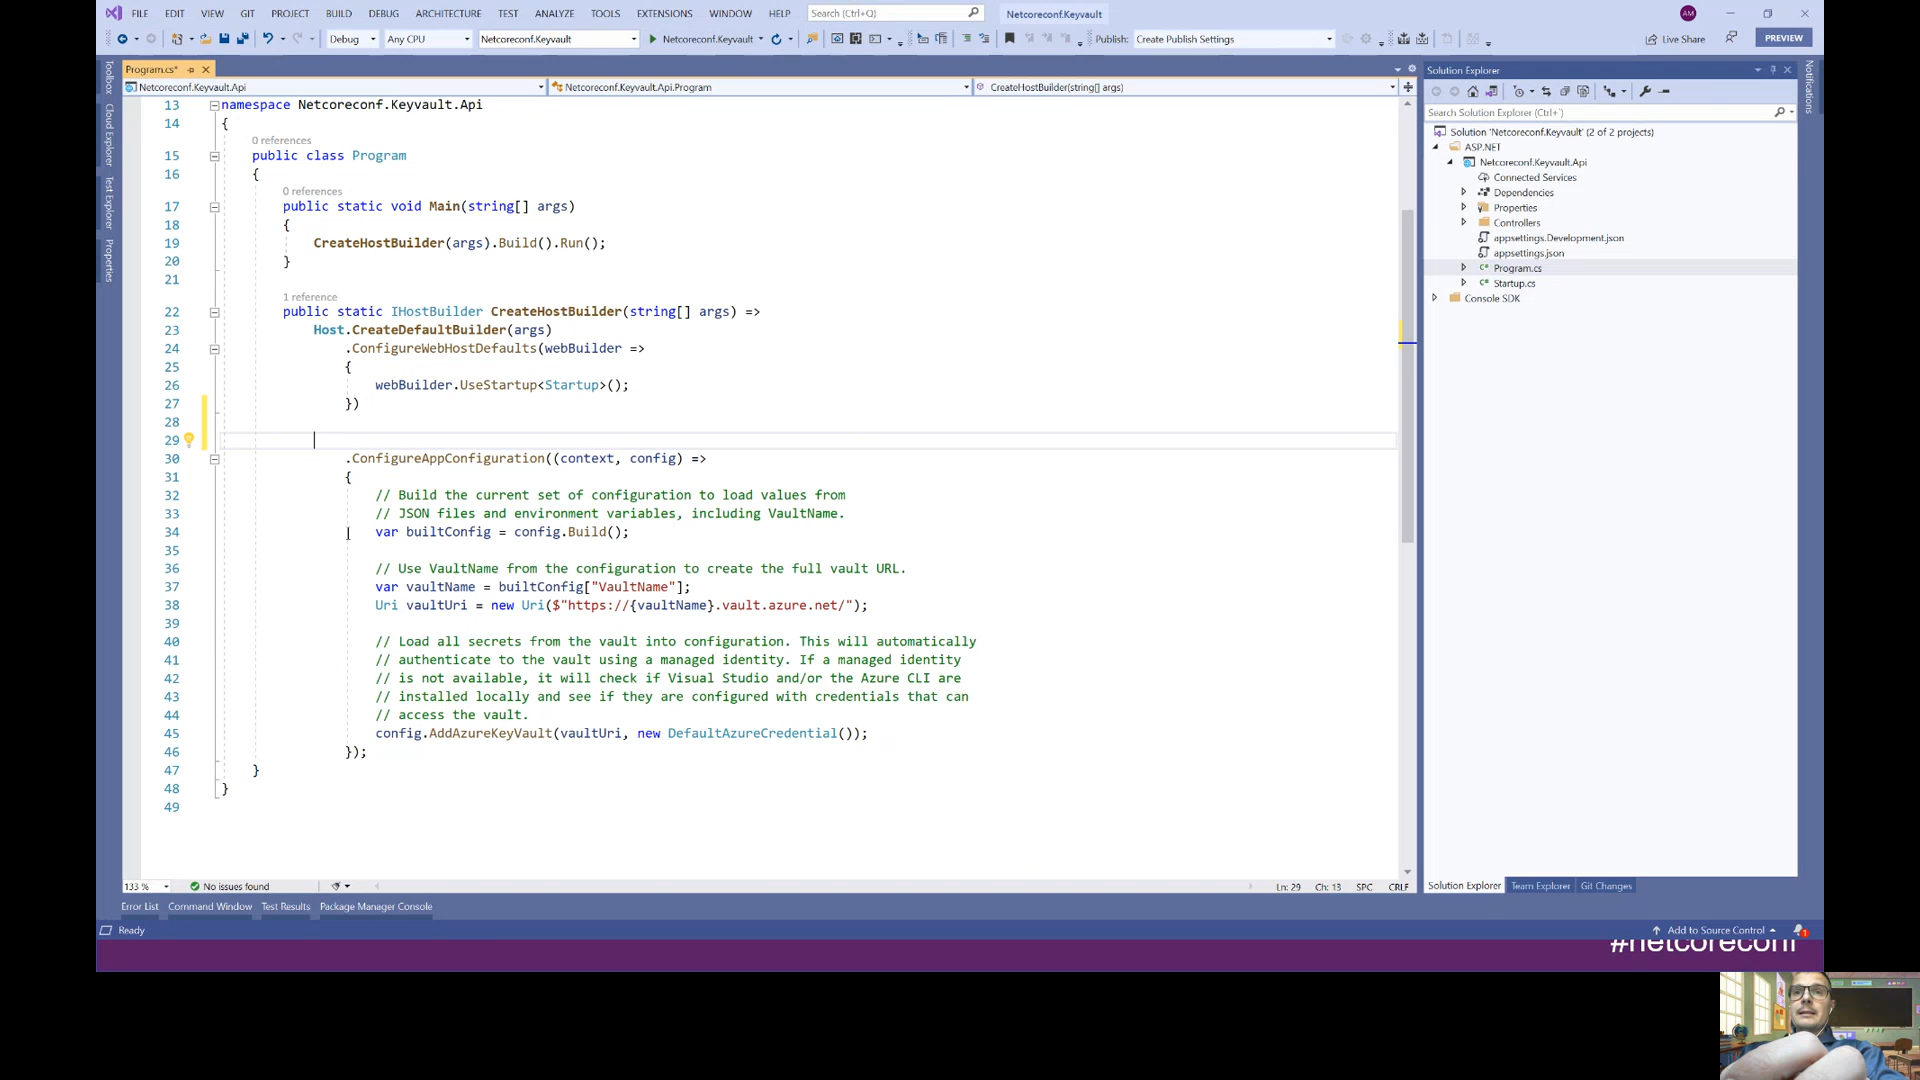 FILE EDIT VIEW GIT PROJECT BUILD DEBUG ARCHITECTURE TEST ANALYZE TOOLS EXTENSIONS WINDOW HELP Search (Ctrl+Q) Netcoreconf.Keyvault AM
Debug Any CPU Netcoreconf.Keyvault Netcoreconf.Keyvault Publish: Create Publish Settings Live Share PREVIEW
Toolbox
Cloud Explorer
Test Explorer
Properties
Program.cs*
Netcoreconf.Keyvault.Api Netcoreconf.Keyvault.Api.Program CreateHostBuilder(string[] args)
13 namespace Netcoreconf.Keyvault.Api
14 {
0 references
15 public class Program
16 {
0 references
17 public static void Main(string[] args)
18 {
19 CreateHostBuilder(args).Build().Run();
20 }
21
1 reference
22 public static IHostBuilder CreateHostBuilder(string[] args) =>
23 Host.CreateDefaultBuilder(args)
24 .ConfigureWebHostDefaults(webBuilder =>
25 {
26 webBuilder.UseStartup<Startup>();
27 })
28
29
30 .ConfigureAppConfiguration((context, config) =>
31 {
32 // Build the current set of configuration to load values from
33 // JSON files and environment variables, including VaultName.
34 var builtConfig = config.Build();
35
36 // Use VaultName from the configuration to create the full vault URL.
37 var vaultName = builtConfig["VaultName"];
38 Uri vaultUri = new Uri($"https://{vaultName}.vault.azure.net/");
39
40 // Load all secrets from the vault into configuration. This will automatically
41 // authenticate to the vault using a managed identity. If a managed identity
42 // is not available, it will check if Visual Studio and/or the Azure CLI are
43 // installed locally and see if they are configured with credentials that can
44 // access the vault.
45 config.AddAzureKeyVault(vaultUri, new DefaultAzureCredential());
46 });
47 }
48 }
49
133 % No issues found Ln: 29 Ch: 13 SPC CRLF
Error List Command Window Test Results Package Manager Console
Ready Add to Source Control 1
Solution Explorer
Search Solution Explorer (Ctrl+`)
Solution 'Netcoreconf.Keyvault' (2 of 2 projects)
ASP.NET
Netcoreconf.Keyvault.Api
Connected Services
Dependencies
Properties
Controllers
appsettings.Development.json
appsettings.json
C# Program.cs
C# Startup.cs
Console SDK
Solution Explorer Team Explorer Git Changes
Notifications
#netcoreconf